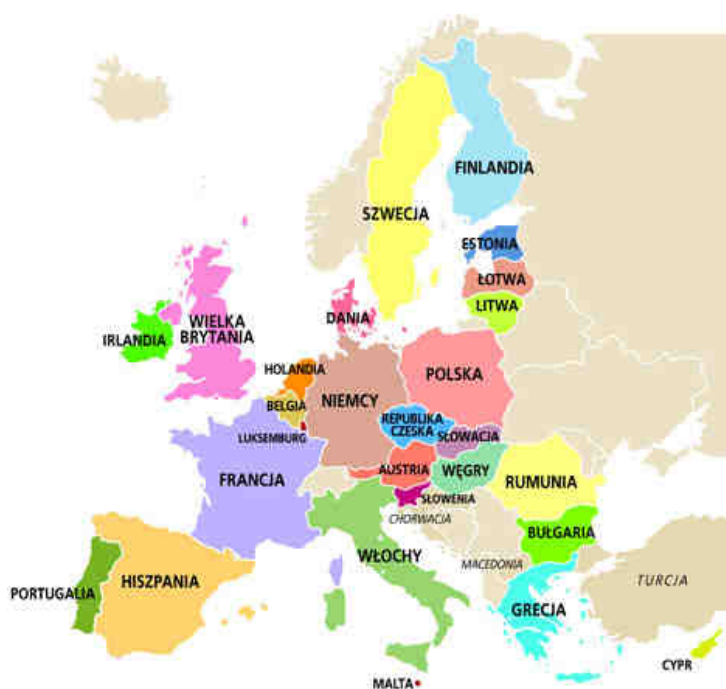 FINLANDIA
SZWECJA
ESTONIA
ŁOTWA
LITWA
DANIA
WIELKA
BRYTANIA
IRLANDIA
HOLANDIA
POLSKA
BELGIA
NIEMCY
REPUBLIKA
CZESKA
LUKSEMBURG
SŁOWACJA
FRANCJA
AUSTRIA
WĘGRY
RUMUNIA
SŁOWENIA
CHORWACJA
BUŁGARIA
WŁOCHY
MACEDONIA
HISZPANIA
TURCJA
PORTUGALIA
GRECJA
CYPR
MALTA